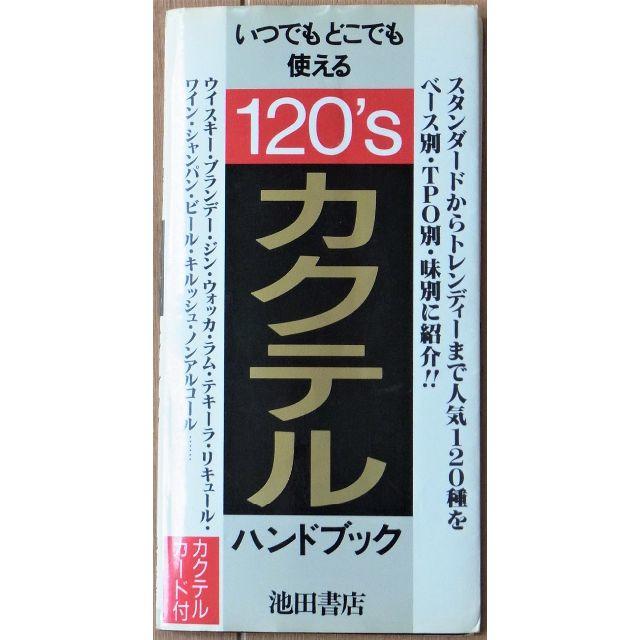 いつでもどこでも
使える
120's
カクテル
ハンドブック
池田書店
スタンダードからトレンディーまで人気120種を
ベース別・TPO別・味別に紹介!!
ウイスキー・ブランデー・ジン・ウォッカ・ラム・テキーラ・リキュール・
ワイン・シャンパン・ビール・キルッシュ・ノンアルコール……
カクテル
カード付